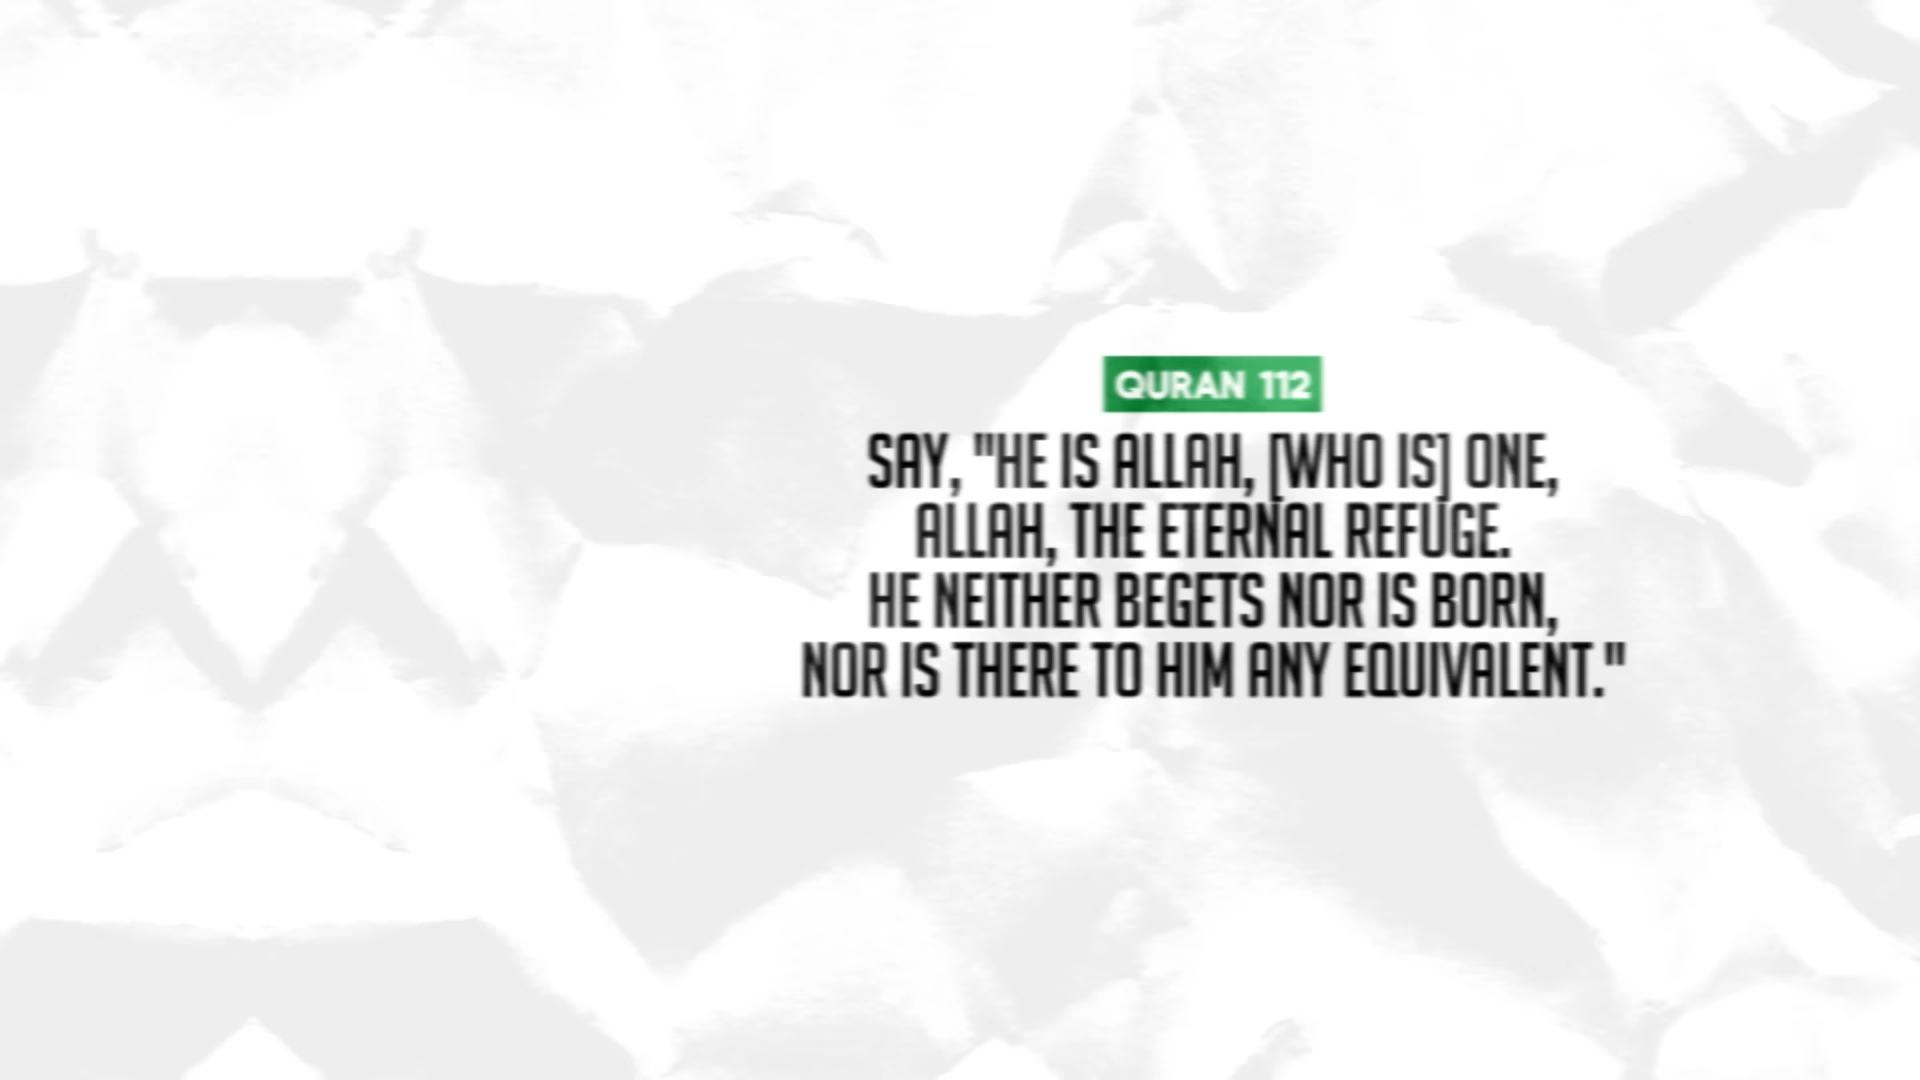 QURAN 112
SAY, "HE IS ALLAH, [WHO IS] ONE,
ALLAH, THE ETERNAL REFUGE.
HE NEITHER BEGETS NOR IS BORN,
NOR IS THERE TO HIM ANY EQUIVALENT."